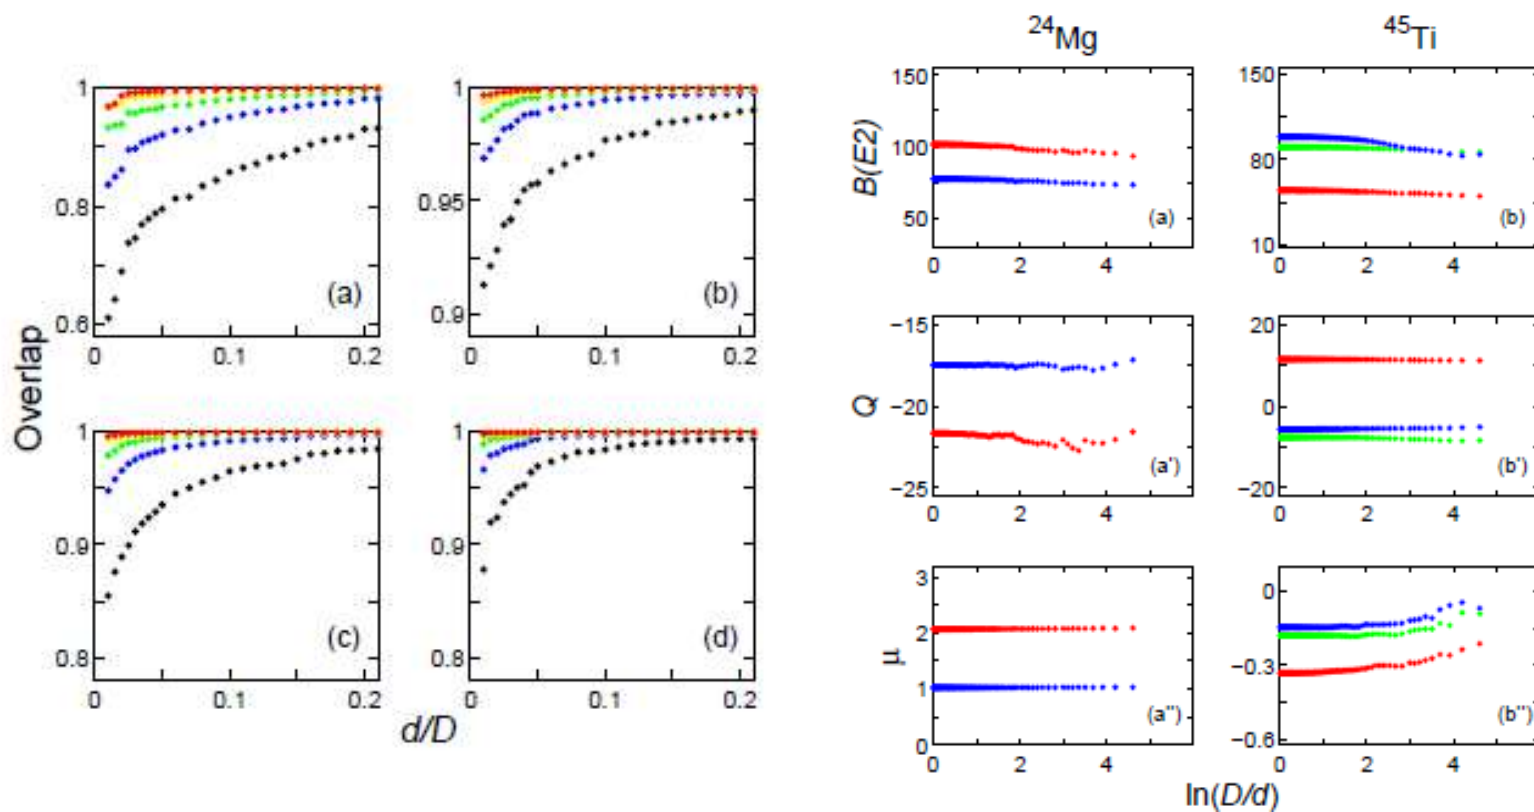 Overlap
1
0.8
0.6
0 0.1 0.2
(a)
1
0.95
0.9
0 0.1 0.2
(b)
1
0.9
0.8
0 0.1 0.2
(c)
1
0.9
0.8
0 0.1 0.2
(d)
d/D
²⁴Mg ⁴⁵Ti
B(E2)
150
100
50
0 2 4
(a)
150
80
10
0 2 4
(b)
Q
−15
−20
−25
0 2 4
(a')
20
0
−20
0 2 4
(b')
μ
3
2
1
0
0 2 4
(a'')
0
−0.3
−0.6
0 2 4
(b'')
ln(D/d)